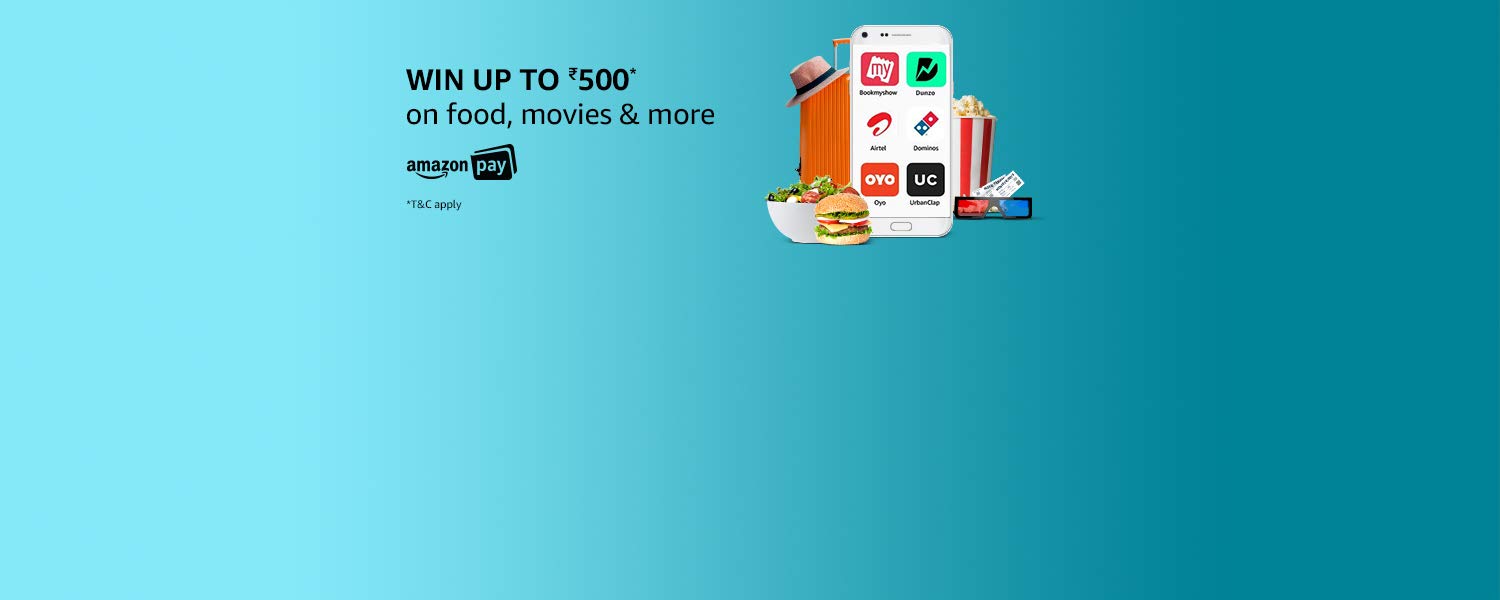 WIN UP TO ₹500*
on food, movies & more
amazon pay
*T&C apply
my
Bookmyshow
Dunzo
Airtel
Dominos
OYO
UC
Oyo
UrbanClap